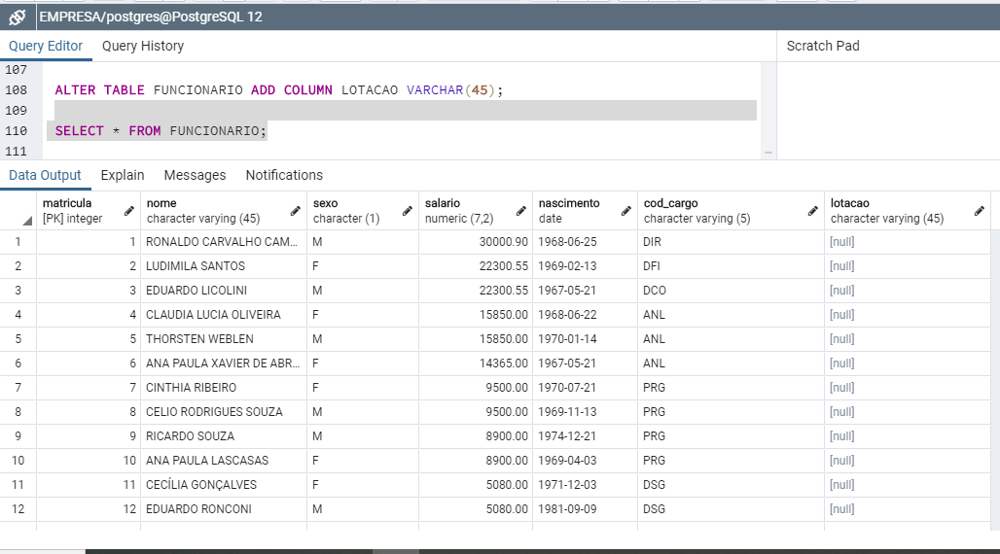 EMPRESA/postgres@PostgreSQL 12
Query Editor Query History Scratch Pad
107
108 ALTER TABLE FUNCIONARIO ADD COLUMN LOTACAO VARCHAR(45);
109
110 SELECT * FROM FUNCIONARIO;
111
Data Output Explain Messages Notifications
matricula nome sexo salario nascimento cod_cargo lotacao
[PK] integer character varying (45) character (1) numeric (7,2) date character varying (5) character varying (45)
1 1 RONALDO CARVALHO CAM... M 30000.90 1968-06-25 DIR [null]
2 2 LUDIMILA SANTOS F 22300.55 1969-02-13 DFI [null]
3 3 EDUARDO LICOLINI M 22300.55 1967-05-21 DCO [null]
4 4 CLAUDIA LUCIA OLIVEIRA F 15850.00 1968-06-22 ANL [null]
5 5 THORSTEN WEBLEN M 15850.00 1970-01-14 ANL [null]
6 6 ANA PAULA XAVIER DE ABR... F 14365.00 1967-05-21 ANL [null]
7 7 CINTHIA RIBEIRO F 9500.00 1970-07-21 PRG [null]
8 8 CELIO RODRIGUES SOUZA M 9500.00 1969-11-13 PRG [null]
9 9 RICARDO SOUZA M 8900.00 1974-12-21 PRG [null]
10 10 ANA PAULA LASCASAS F 8900.00 1969-04-03 PRG [null]
11 11 CECÍLIA GONÇALVES F 5080.00 1971-12-03 DSG [null]
12 12 EDUARDO RONCONI M 5080.00 1981-09-09 DSG [null]